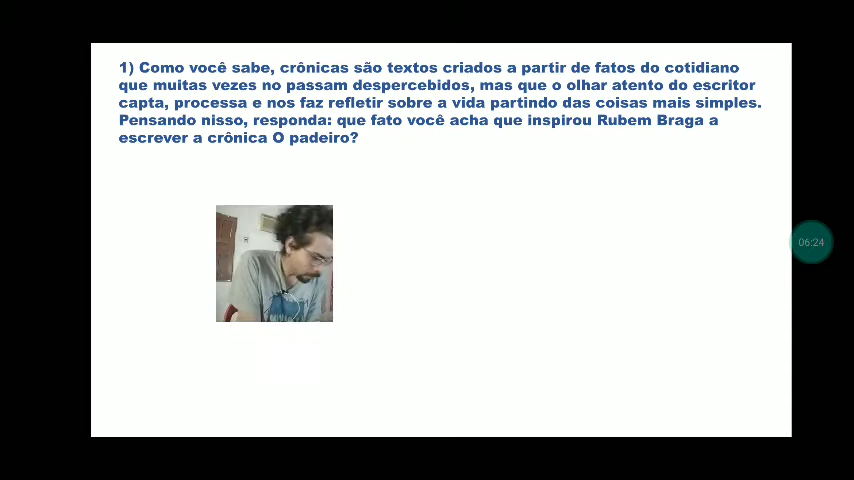 1) Como você sabe, crônicas são textos criados a partir de fatos do cotidiano
que muitas vezes no passam despercebidos, mas que o olhar atento do escritor
capta, processa e nos faz refletir sobre a vida partindo das coisas mais simples.
Pensando nisso, responda: que fato você acha que inspirou Rubem Braga a
escrever a crônica O padeiro?
06:24